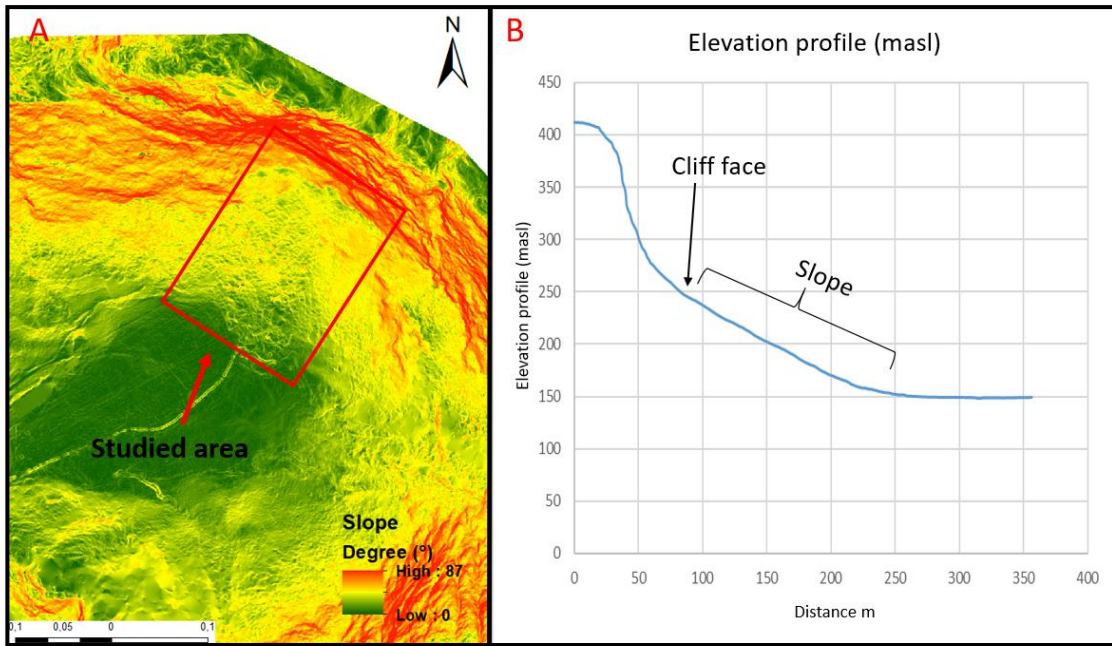 A
N
Studied area
Slope
Degree (°)
High : 87
Low : 0
0,1 0,05 0 0,1
B
Elevation profile (masl)
450
400
350
300
250
200
150
100
50
0
Elevation profile (masl)
Cliff face
Slope
0 50 100 150 200 250 300 350 400
Distance m